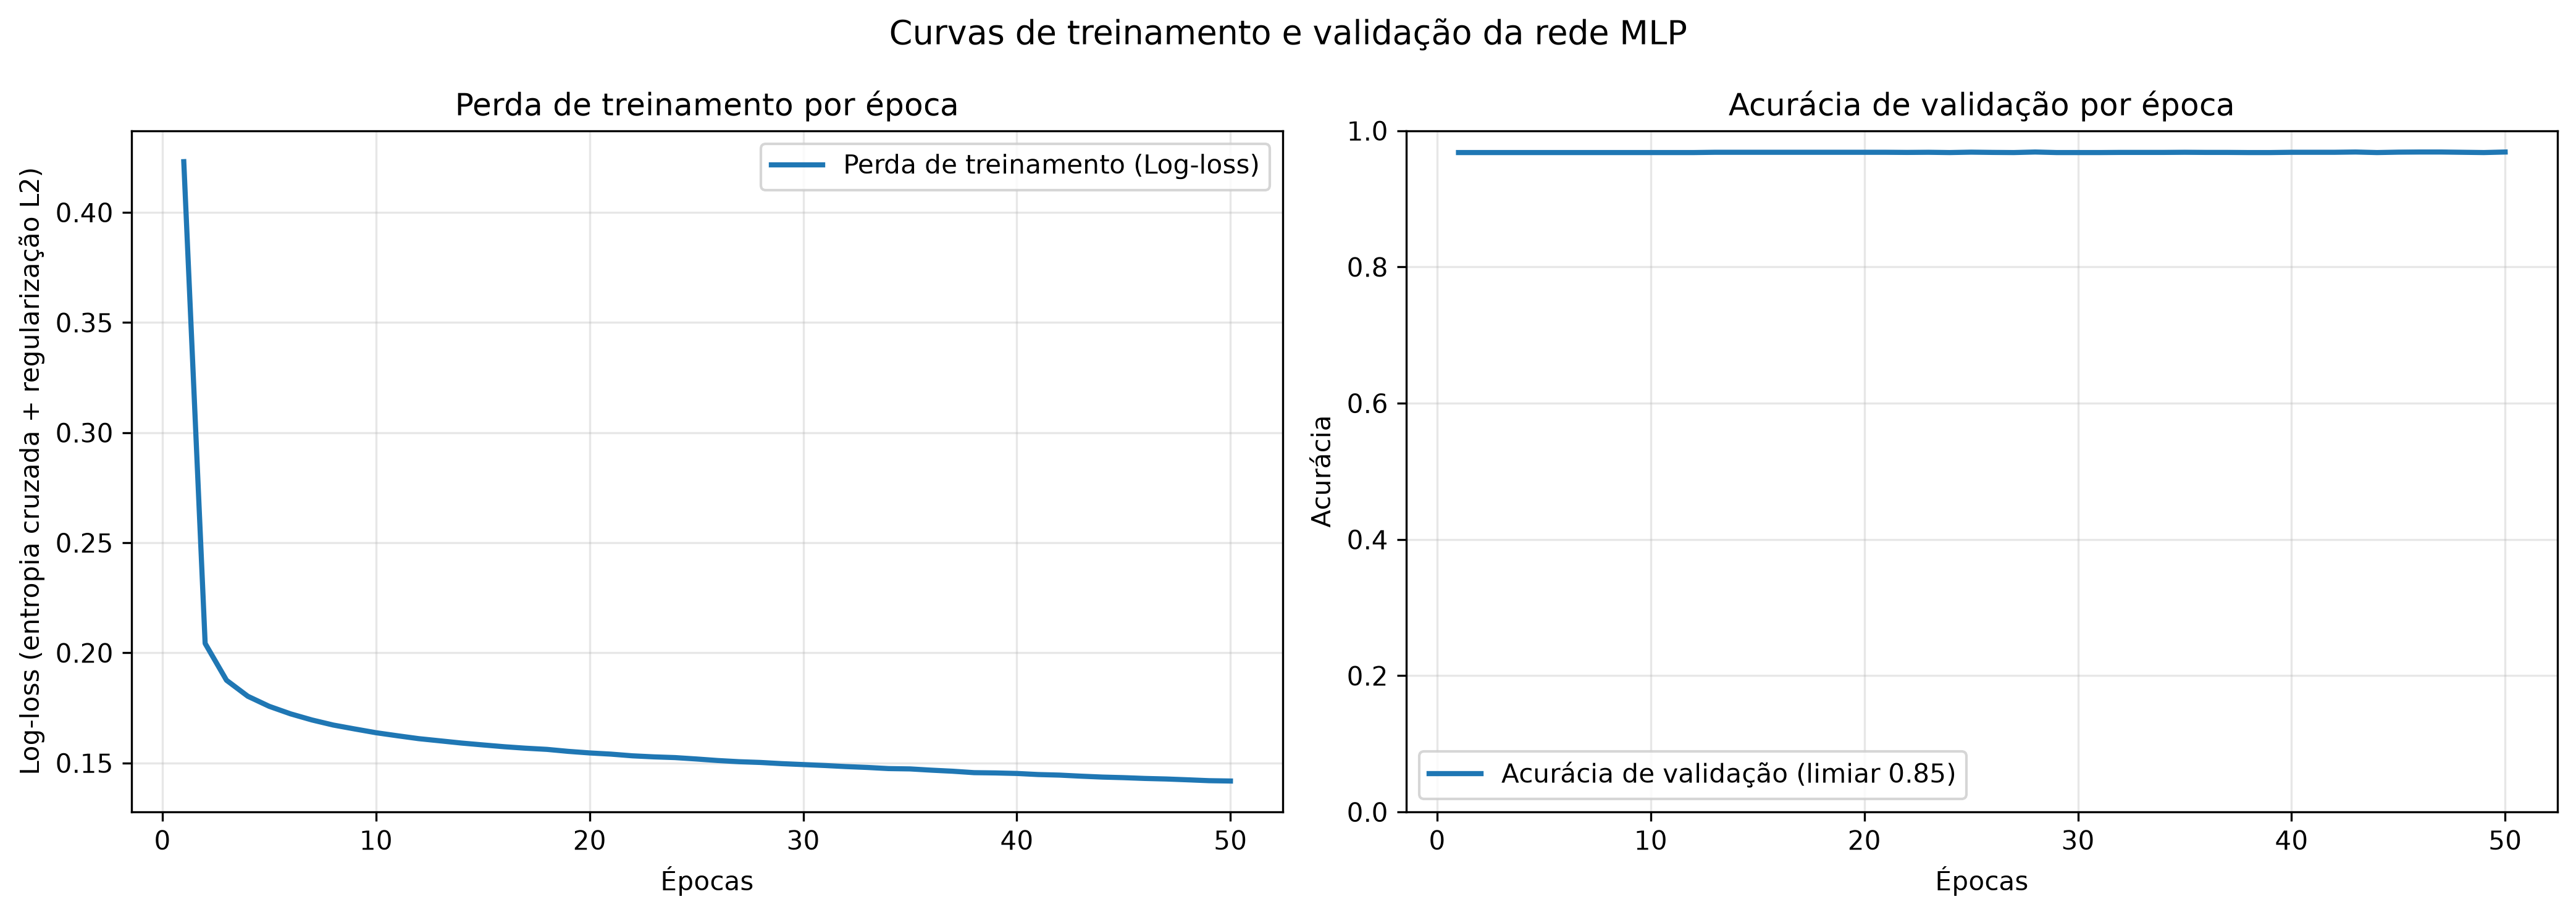 Curvas de treinamento e validação da rede MLP
Perda de treinamento por época
Log-loss (entropia cruzada + regularização L2)
0.40
0.35
0.30
0.25
0.20
0.15
Perda de treinamento (Log-loss)
0 10 20 30 40 50
Épocas
Acurácia de validação por época
Acurácia
1.0
0.8
0.6
0.4
0.2
0.0
Acurácia de validação (limiar 0.85)
0 10 20 30 40 50
Épocas